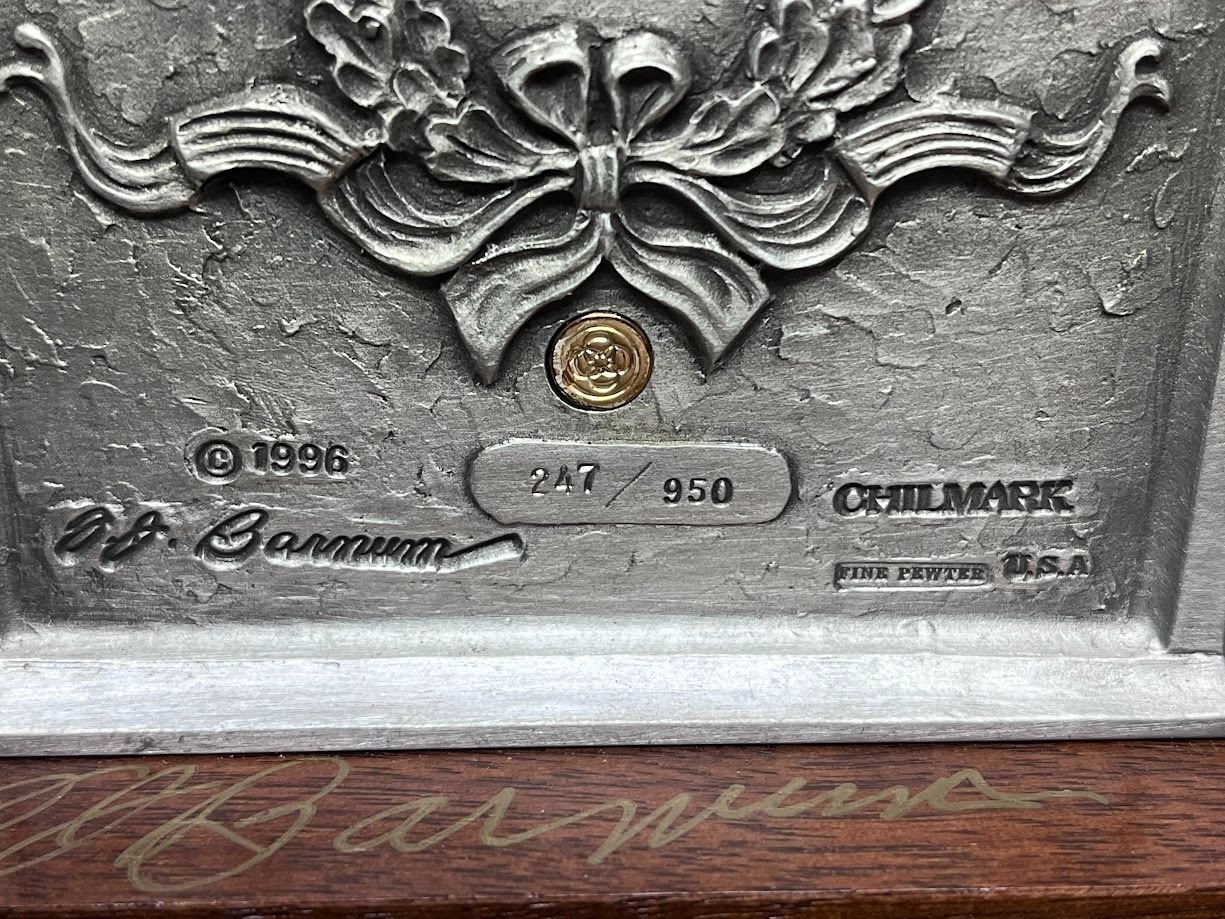 © 1996
247 / 950
J.J. Barnum
CHILMARK
FINE PEWTER U.S.A
Barnum